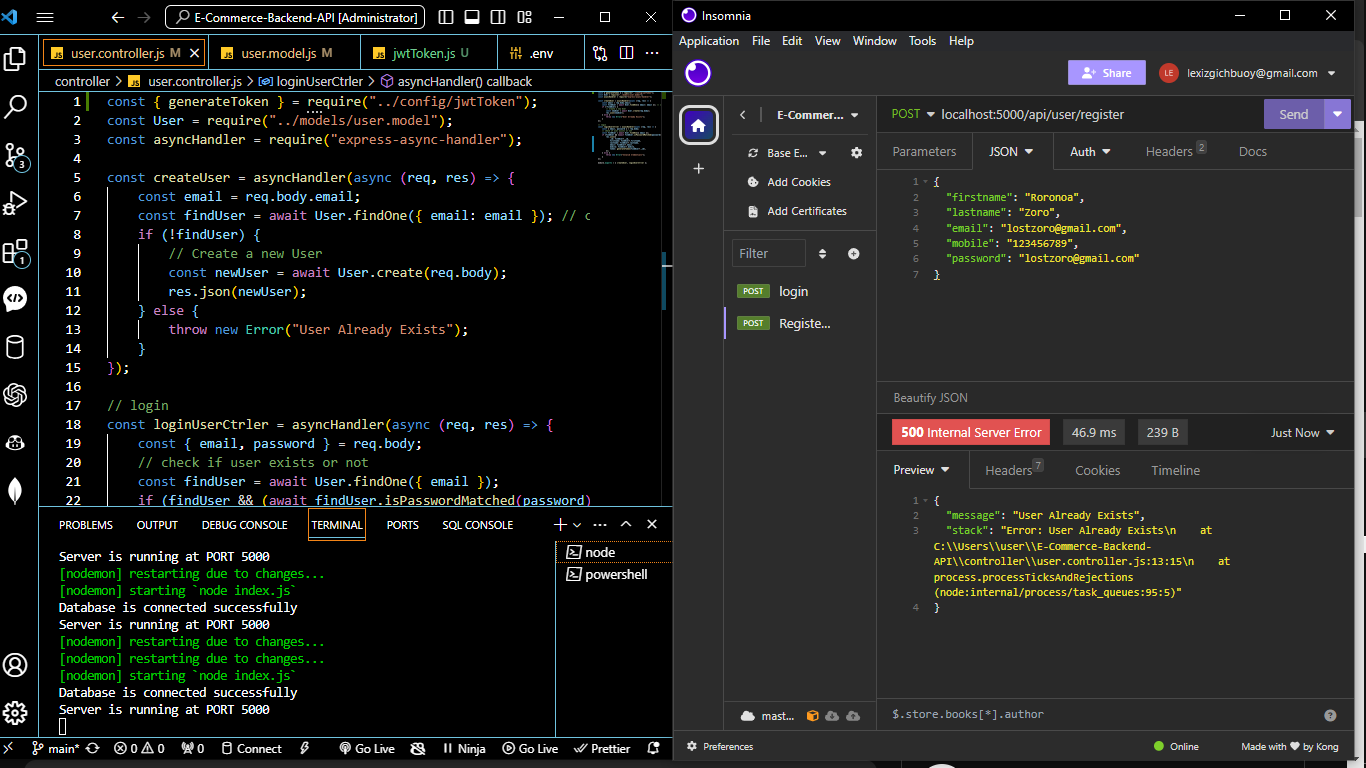 E-Commerce-Backend-API [Administrator]
user.controller.js M
user.model.js M
jwtToken.js U
.env
controller > user.controller.js > loginUserCtrler > asyncHandler() callback
1 const { generateToken } = require("../config/jwtToken");
2 const User = require("../models/user.model");
3 const asyncHandler = require("express-async-handler");
4
5 const createUser = asyncHandler(async (req, res) => {
6 const email = req.body.email;
7 const findUser = await User.findOne({ email: email }); // c
8 if (!findUser) {
9 // Create a new User
10 const newUser = await User.create(req.body);
11 res.json(newUser);
12 } else {
13 throw new Error("User Already Exists");
14 }
15 });
16
17 // login
18 const loginUserCtrler = asyncHandler(async (req, res) => {
19 const { email, password } = req.body;
20 // check if user exists or not
21 const findUser = await User.findOne({ email });
22 if (findUser && (await findUser.isPasswordMatched(password)
3
1
PROBLEMS OUTPUT DEBUG CONSOLE TERMINAL PORTS SQL CONSOLE
Server is running at PORT 5000
[nodemon] restarting due to changes...
[nodemon] starting `node index.js`
Database is connected successfully
Server is running at PORT 5000
[nodemon] restarting due to changes...
[nodemon] restarting due to changes...
[nodemon] starting `node index.js`
Database is connected successfully
Server is running at PORT 5000
node
powershell
main* 0 0 0 Connect Go Live Ninja Go Live Prettier
Insomnia
Application File Edit View Window Tools Help
Share
LE lexizgichbuoy@gmail.com
E-Commer...
Base E...
Add Cookies
Add Certificates
Filter
POST login
POST Registe...
mast...
POST localhost:5000/api/user/register
Send
Parameters JSON Auth Headers 2 Docs
1 {
2 "firstname": "Roronoa",
3 "lastname": "Zoro",
4 "email": "lostzoro@gmail.com",
5 "mobile": "123456789",
6 "password": "lostzoro@gmail.com"
7 }
Beautify JSON
500 Internal Server Error 46.9 ms 239 B Just Now
Preview Headers 7 Cookies Timeline
1 {
2 "message": "User Already Exists",
3 "stack": "Error: User Already Exists\n at
C:\\Users\\user\\E-Commerce-Backend-
API\\controller\\user.controller.js:13:15\n at
process.processTicksAndRejections
(node:internal/process/task_queues:95:5)"
4 }
$.store.books[*].author
Preferences
Online
Made with ♥ by Kong